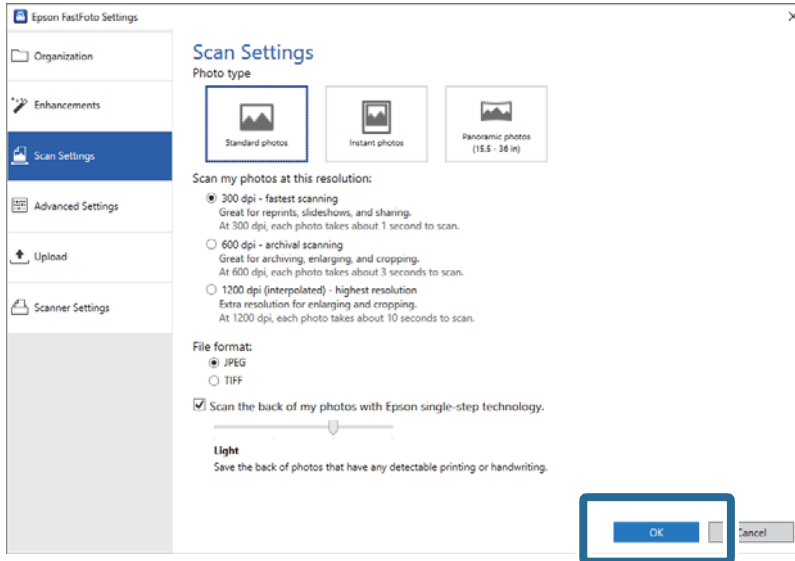 Epson FastFoto Settings
Organization
Enhancements
Scan Settings
Advanced Settings
Upload
Scanner Settings
Scan Settings
Photo type
Standard photos
Instant photos
Panoramic photos
(15.5 - 36 in)
Scan my photos at this resolution:
300 dpi - fastest scanning
Great for reprints, slideshows, and sharing.
At 300 dpi, each photo takes about 1 second to scan.
600 dpi - archival scanning
Great for archiving, enlarging, and cropping.
At 600 dpi, each photo takes about 3 seconds to scan.
1200 dpi (interpolated) - highest resolution
Extra resolution for enlarging and cropping.
At 1200 dpi, each photo takes about 10 seconds to scan.
File format:
JPEG
TIFF
Scan the back of my photos with Epson single-step technology.
Light
Save the back of photos that have any detectable printing or handwriting.
OK
Cancel